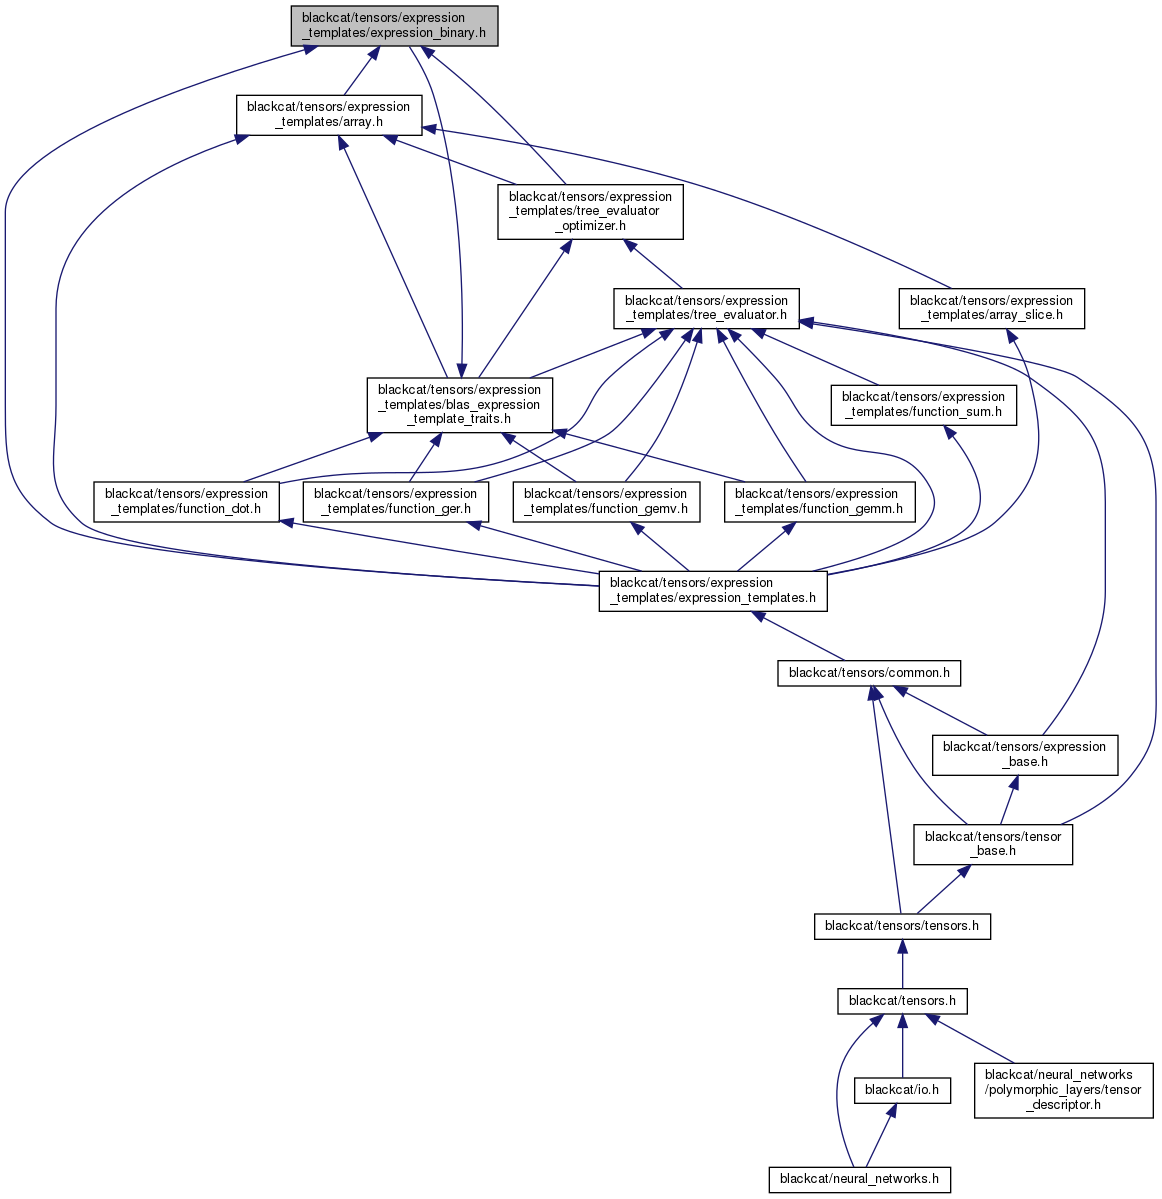 blackcat/tensors/expression
_templates/expression_binary.h
blackcat/tensors/expression
_templates/array.h
blackcat/tensors/expression
_templates/tree_evaluator
_optimizer.h
blackcat/tensors/expression
_templates/tree_evaluator.h
blackcat/tensors/expression
_templates/array_slice.h
blackcat/tensors/expression
_templates/blas_expression
_template_traits.h
blackcat/tensors/expression
_templates/function_sum.h
blackcat/tensors/expression
_templates/function_dot.h
blackcat/tensors/expression
_templates/function_ger.h
blackcat/tensors/expression
_templates/function_gemv.h
blackcat/tensors/expression
_templates/function_gemm.h
blackcat/tensors/expression
_templates/expression_templates.h
blackcat/tensors/common.h
blackcat/tensors/expression
_base.h
blackcat/tensors/tensor
_base.h
blackcat/tensors/tensors.h
blackcat/tensors.h
blackcat/neural_networks
/polymorphic_layers/tensor
_descriptor.h
blackcat/io.h
blackcat/neural_networks.h